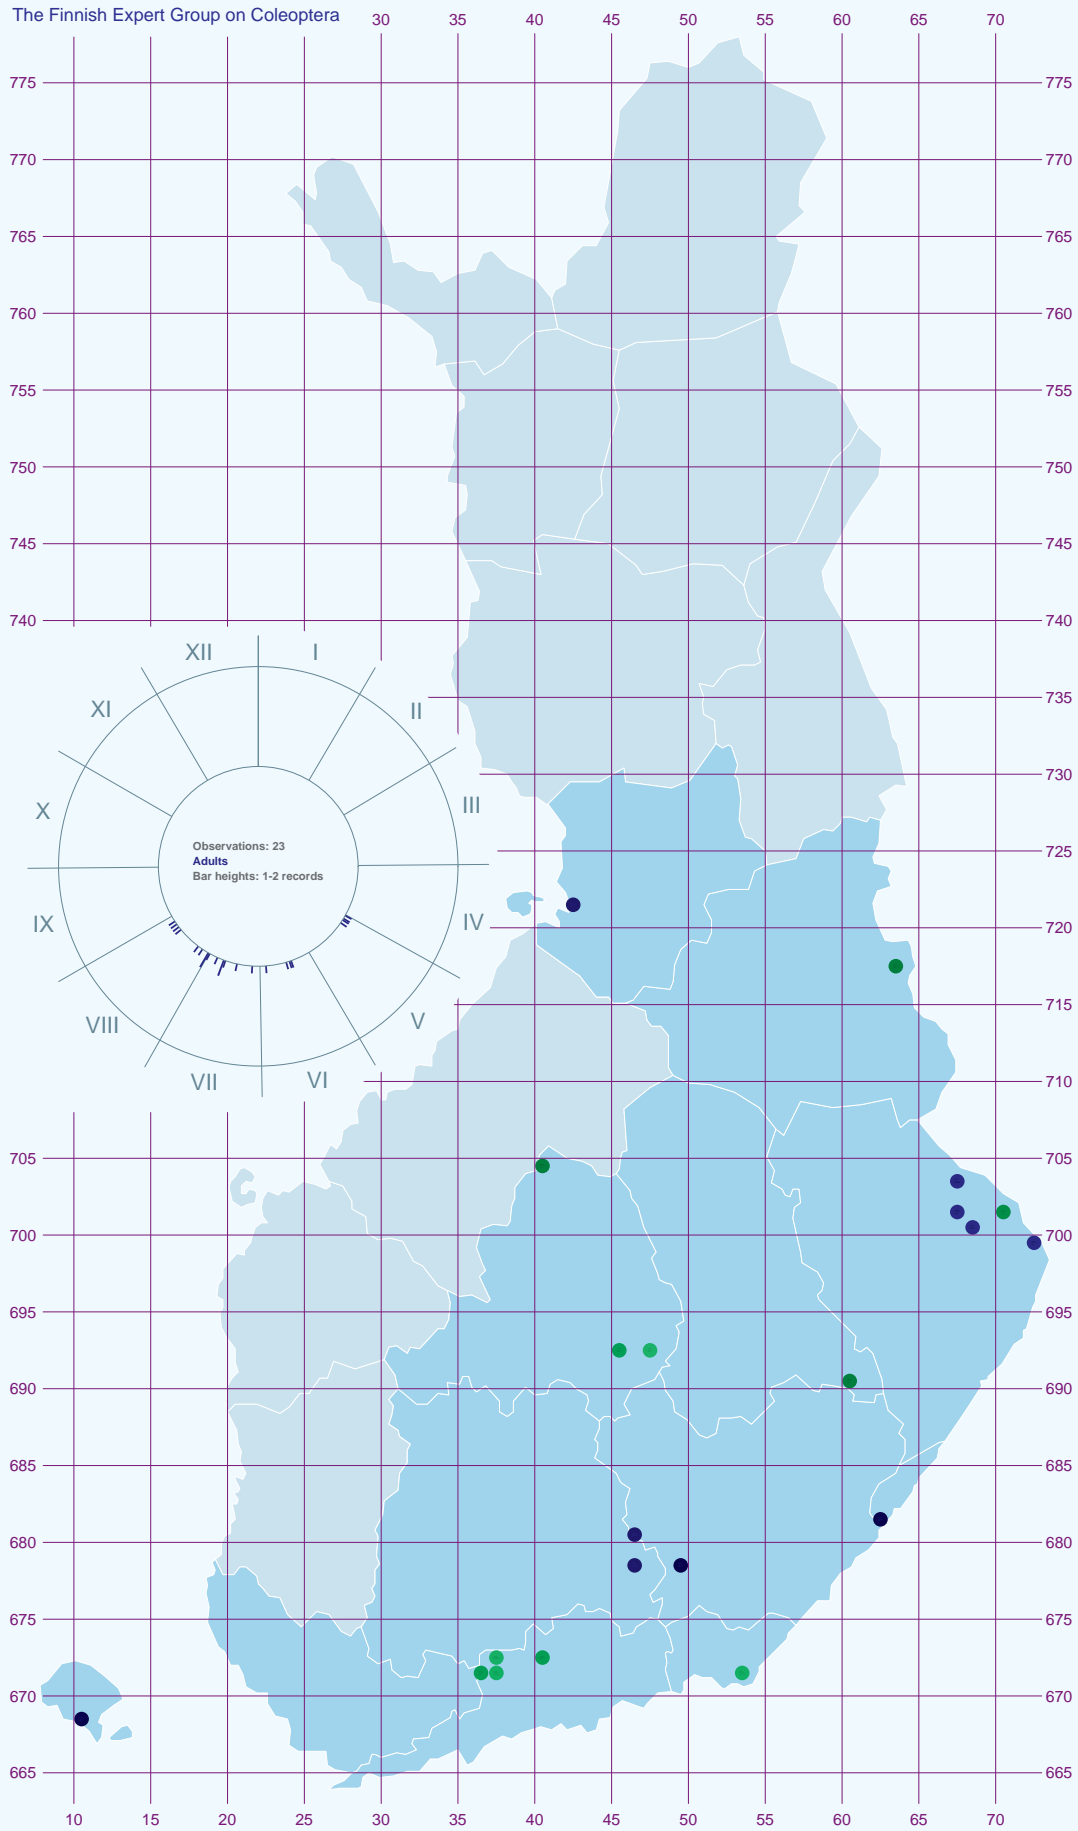 The Finnish Expert Group on Coleoptera
30 35 40 45 50 55 60 65 70
775 775
770 770
765 765
760 760
755 755
750 750
745 745
740 740
XII I
XI II
735
730
X III
Observations: 23
Adults
Bar heights: 1-2 records
725 725
IX IV
720 720
715 715
VIII V
VII VI
710 710
705 705
700 700
695 695
690 690
685 685
680 680
675 675
670 670
665 665
10 15 20 25 30 35 40 45 50 55 60 65 70